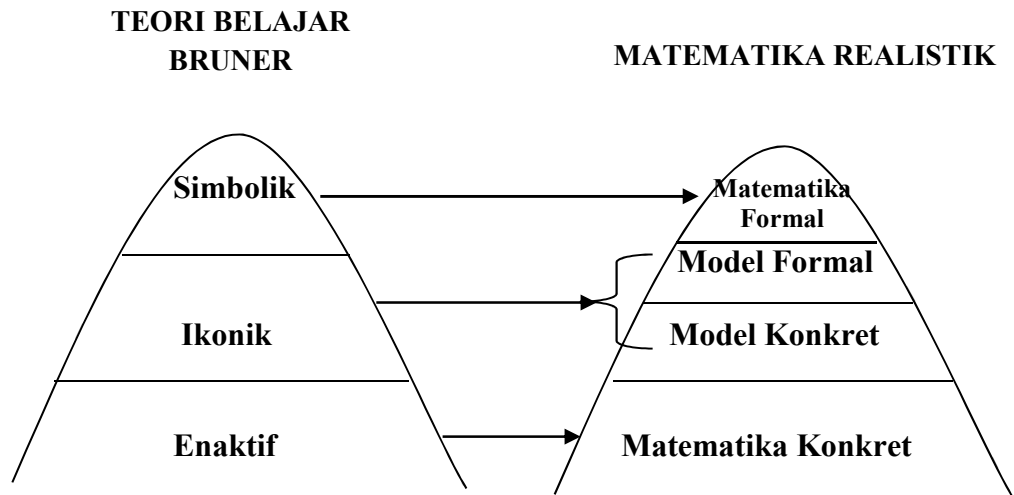 TEORI BELAJAR
BRUNER
MATEMATIKA REALISTIK
Simbolik
Ikonik
Enaktif
Matematika
Formal
Model Formal
Model Konkret
Matematika Konkret